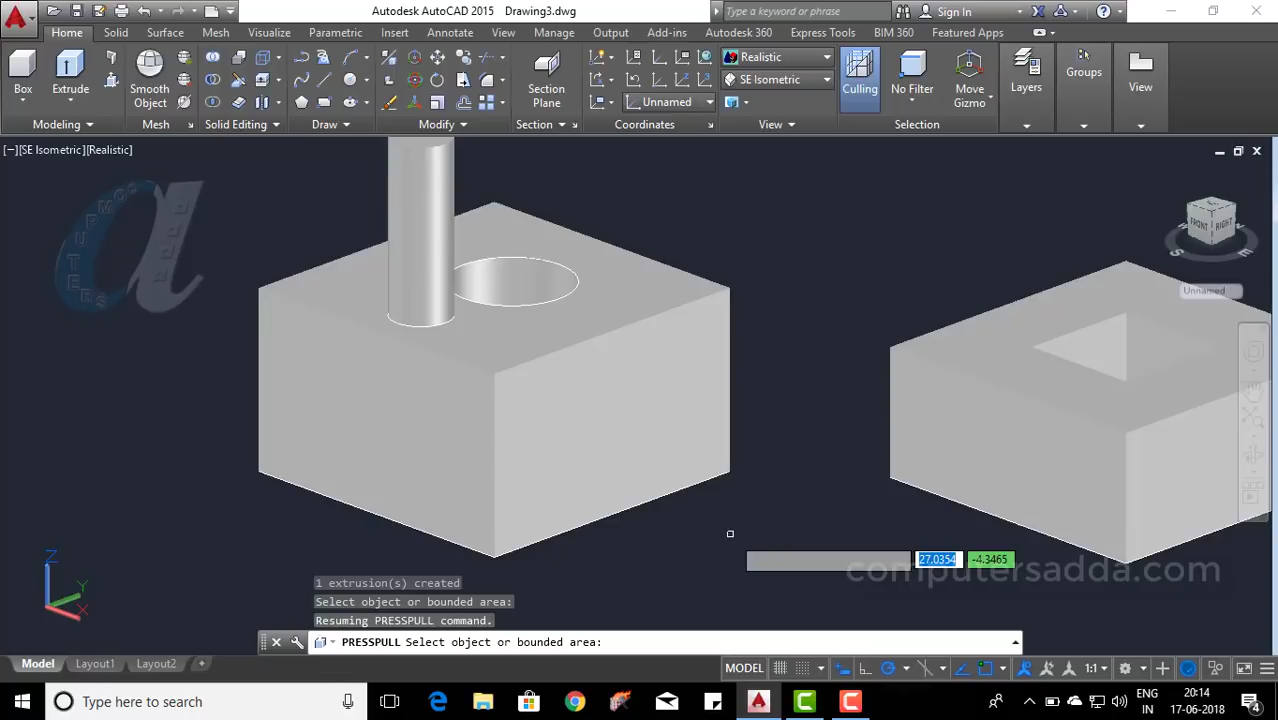 Autodesk AutoCAD 2015 Drawing3.dwg
Type a keyword or phrase
Sign In
Home Solid Surface Mesh Visualize Parametric Insert Annotate View Manage Output Add-ins Autodesk 360 Express Tools BIM 360 Featured Apps
Box
Extrude
Smooth Object
Section Plane
Realistic
SE Isometric
Unnamed
Culling
No Filter
Move Gizmo
Layers
Groups
View
Modeling
Mesh
Solid Editing
Draw
Modify
Section
Coordinates
View
Selection
[−][SE Isometric][Realistic]
FRONT
RIGHT
S
E
Unnamed
27.0354
-4.3465
computersadda.com
Z
Y
X
1 extrusion(s) created
Select object or bounded area:
Resuming PRESSPULL command.
PRESSPULL Select object or bounded area:
Model Layout1 Layout2 +
MODEL
1:1
Type here to search
ENG
IN
20:14
17-06-2018
4